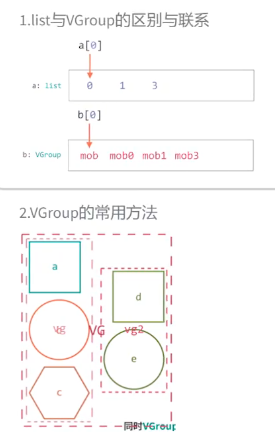 1.list与VGroup的区别与联系
a[0]
a: list 0 1 3
b[0]
b: VGroup mob mob0 mob1 mob3
2.VGroup的常用方法
a
d
b
VG
vg2
e
c
同时VGroup